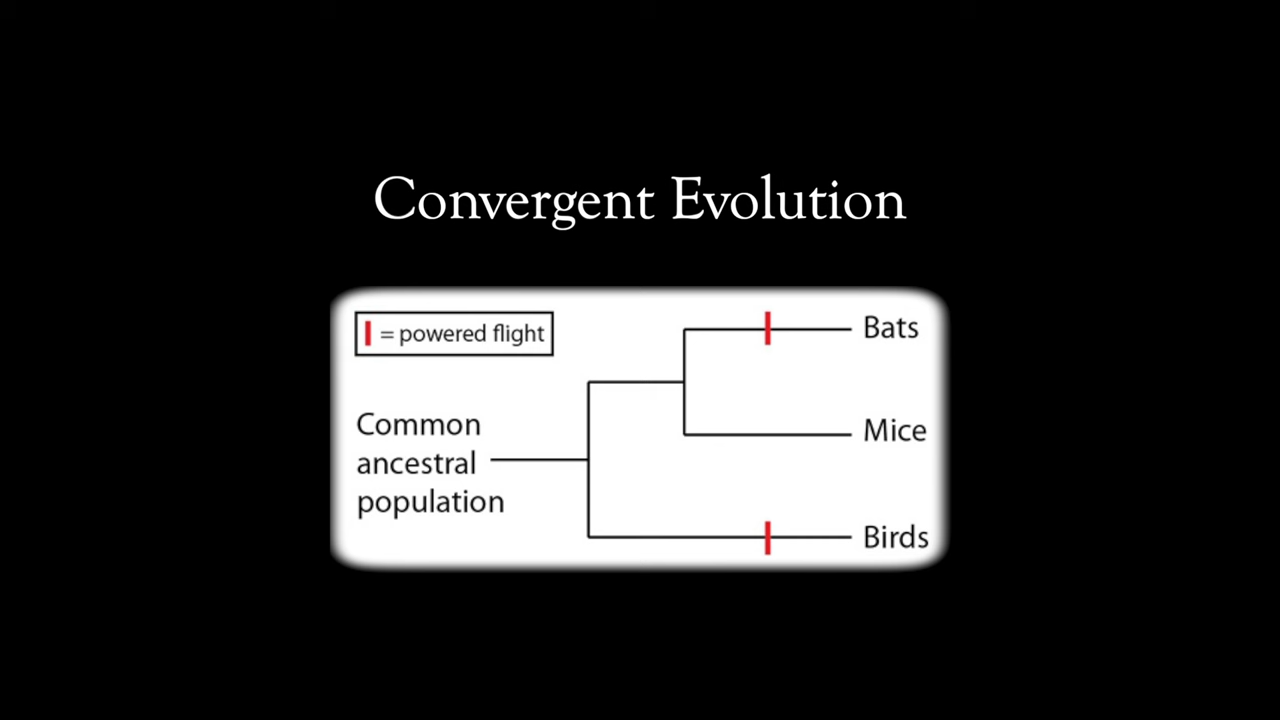 Convergent Evolution
= powered flight
Bats
Common
ancestral
population
Mice
Birds